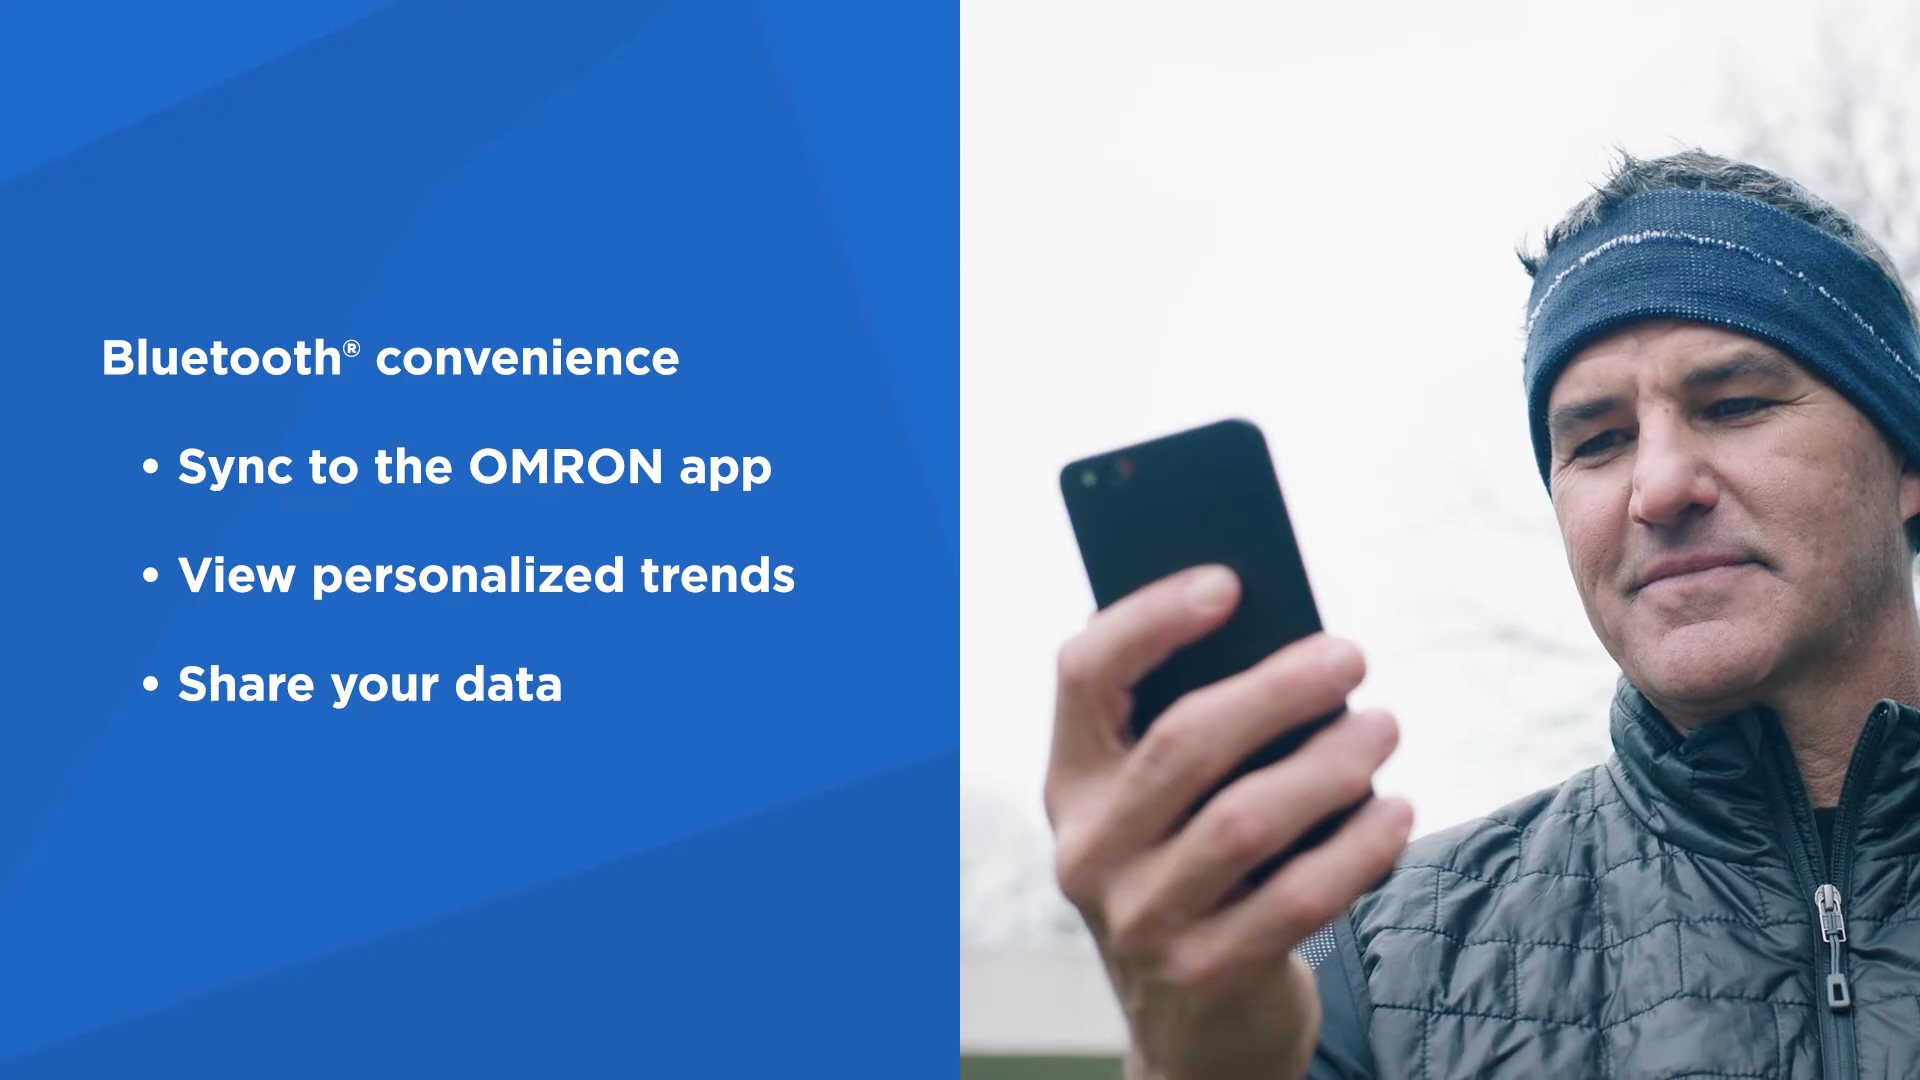 Bluetooth® convenience
• Sync to the OMRON app
• View personalized trends
• Share your data